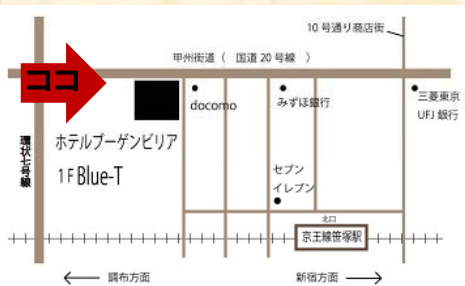 10号通り商店街
甲州街道（ 国道20号線 ）
ココ
docomo
みずほ銀行
三菱東京
UFJ 銀行
ホテルブーゲンビリア
1F Blue-T
環状七号線
セブン
イレブン
北口
京王線笹塚駅
調布方面
新宿方面